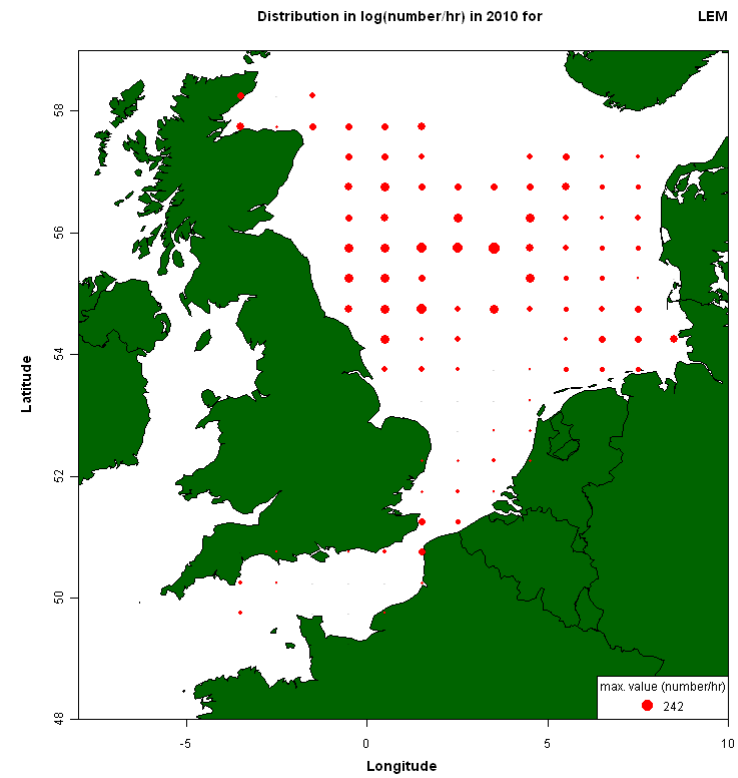 Distribution in log(number/hr) in 2010 for LEM
58
56
54
52
50
48
Latitude
max. value (number/hr)
242
-5 0 5 10
Longitude